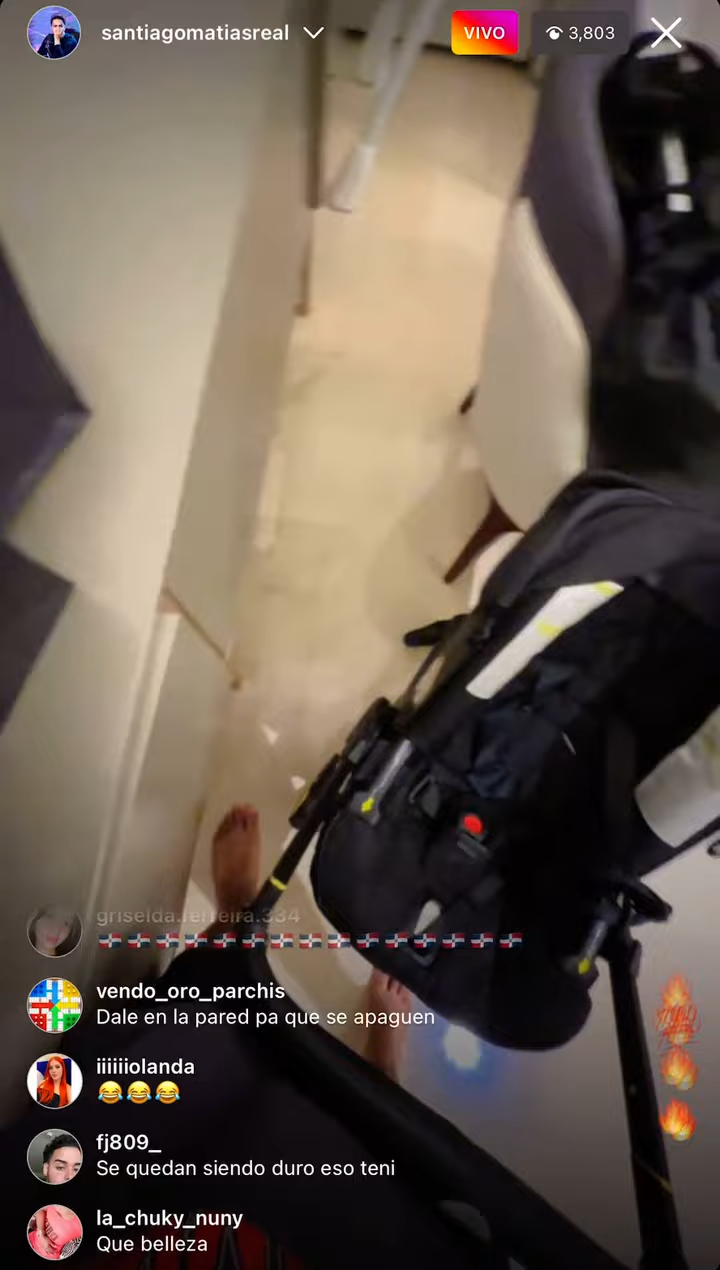 santiagomatiasreal
VIVO
3,803
griselda.ferreira.334
🇩🇴🇩🇴🇩🇴🇩🇴🇩🇴🇩🇴🇩🇴🇩🇴🇩🇴🇩🇴🇩🇴🇩🇴🇩🇴🇩🇴🇩🇴
vendo_oro_parchis
Dale en la pared pa que se apaguen
iiiiiiolanda
😂😂😂
fj809_
Se quedan siendo duro eso teni
la_chuky_nuny
Que belleza